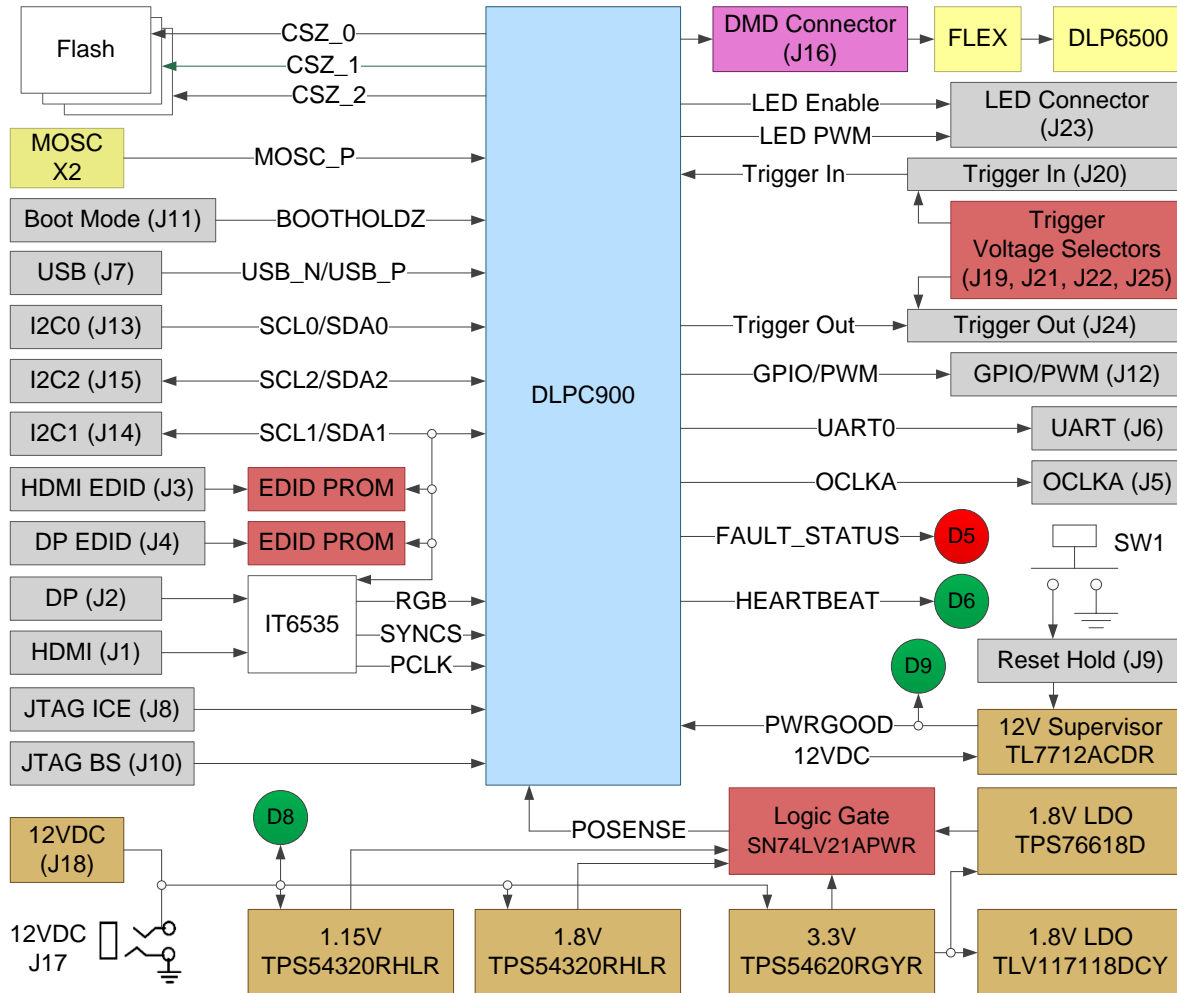 Flash
CSZ_0
CSZ_1
CSZ_2
DMD Connector
(J16)
FLEX
DLP6500
MOSC
X2
MOSC_P
LED Enable
LED PWM
LED Connector
(J23)
Trigger In
Trigger In (J20)
Boot Mode (J11)
BOOTHOLDZ
Trigger
Voltage Selectors
(J19, J21, J22, J25)
USB (J7)
USB_N/USB_P
I2C0 (J13)
SCL0/SDA0
Trigger Out
Trigger Out (J24)
I2C2 (J15)
SCL2/SDA2
DLPC900
GPIO/PWM
GPIO/PWM (J12)
I2C1 (J14)
SCL1/SDA1
UART0
UART (J6)
HDMI EDID (J3)
EDID PROM
OCLKA
OCLKA (J5)
DP EDID (J4)
EDID PROM
FAULT_STATUS
D5
SW1
DP (J2)
IT6535
RGB
SYNCS
PCLK
HEARTBEAT
D6
HDMI (J1)
D9
Reset Hold (J9)
JTAG ICE (J8)
PWRGOOD
12VDC
12V Supervisor
TL7712ACDR
JTAG BS (J10)
12VDC
(J18)
D8
POSENSE
Logic Gate
SN74LV21APWR
1.8V LDO
TPS76618D
12VDC
J17
1.15V
TPS54320RHLR
1.8V
TPS54320RHLR
3.3V
TPS54620RGYR
1.8V LDO
TLV117118DCY